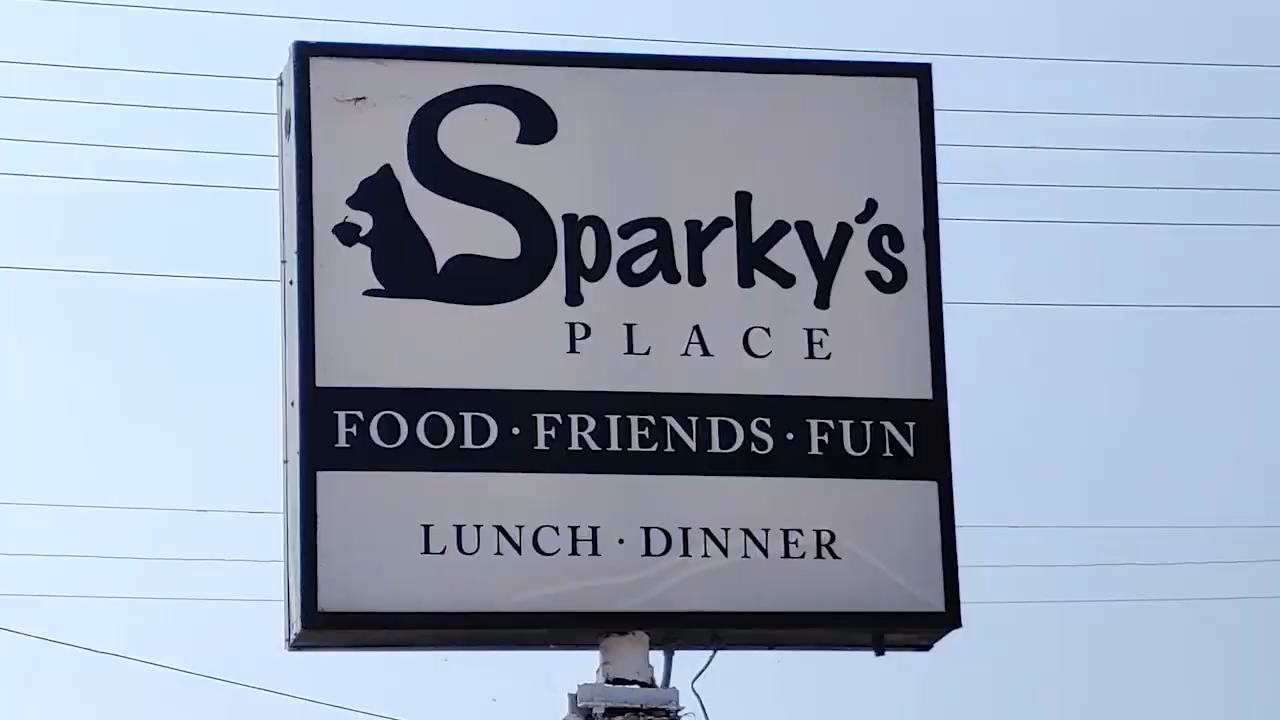 Sparky's
PLACE
FOOD · FRIENDS · FUN
LUNCH · DINNER